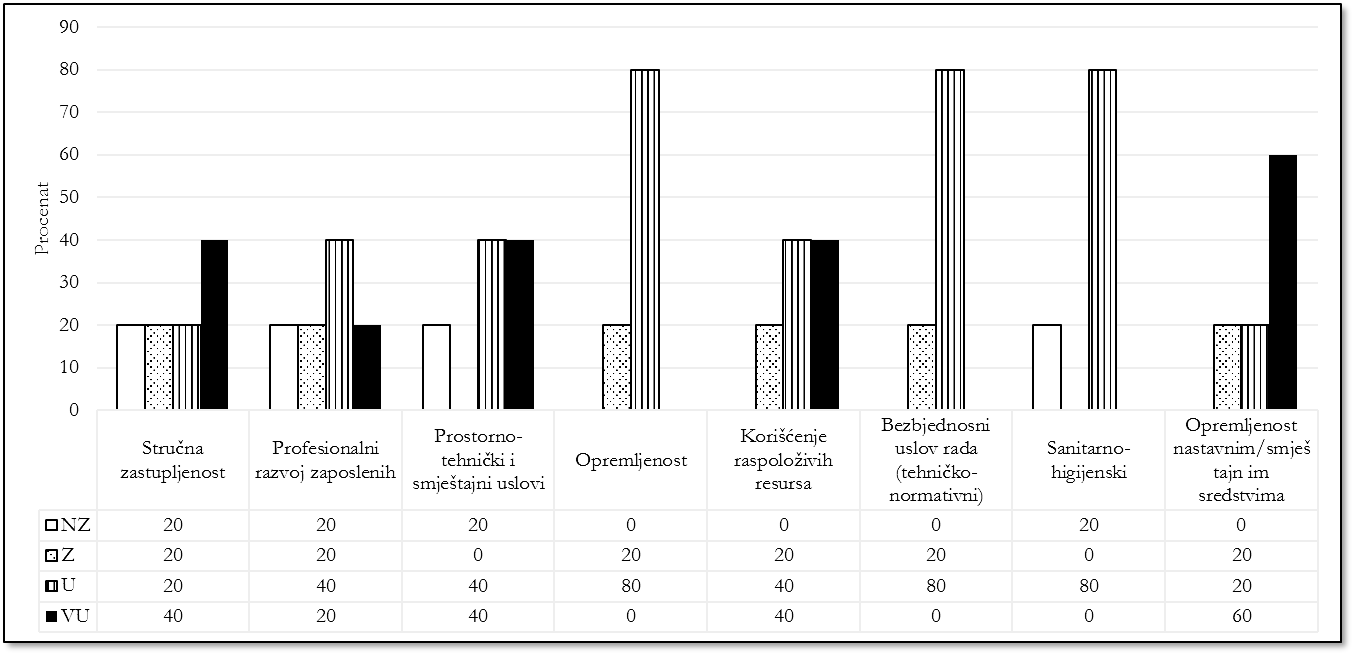 90
80
70
60
50
40
30
20
10
0
Procenat
Stručna
zastupljenost
Profesionalni
razvoj zaposlenih
Prostorno-
tehnički i
smještajni uslovi
Opremljenost
Korišćenje
raspoloživih
resursa
Bezbjednosni
uslov rada
(tehničko-
normativni)
Sanitarno-
higijenski
Opremljenost
nastavnim/smješ
tajn im
sredstvima
NZ 20 20 20 0 0 0 20 0
Z 20 20 0 20 20 20 0 20
U 20 40 40 80 40 80 80 20
VU 40 20 40 0 40 0 0 60